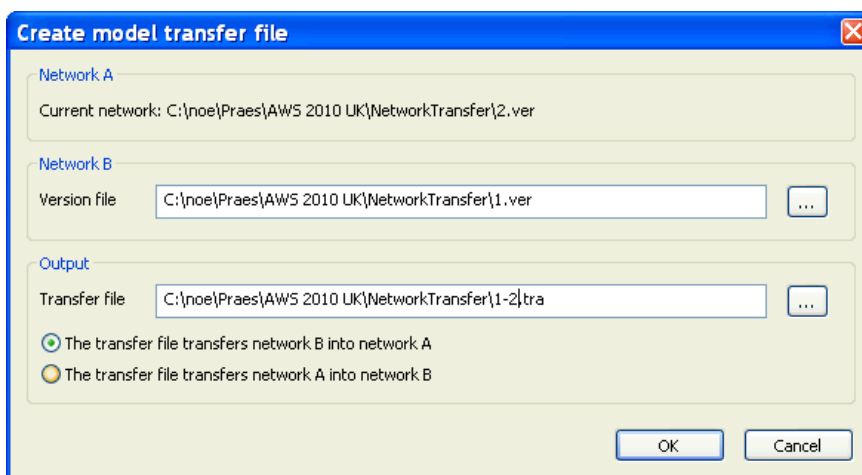 Create model transfer file
Network A
Current network: C:\noe\Praes\AWS 2010 UK\NetworkTransfer\2.ver
Network B
Version file C:\noe\Praes\AWS 2010 UK\NetworkTransfer\1.ver ...
Output
Transfer file C:\noe\Praes\AWS 2010 UK\NetworkTransfer\1-2.tra ...
The transfer file transfers network B into network A
The transfer file transfers network A into network B
OK Cancel